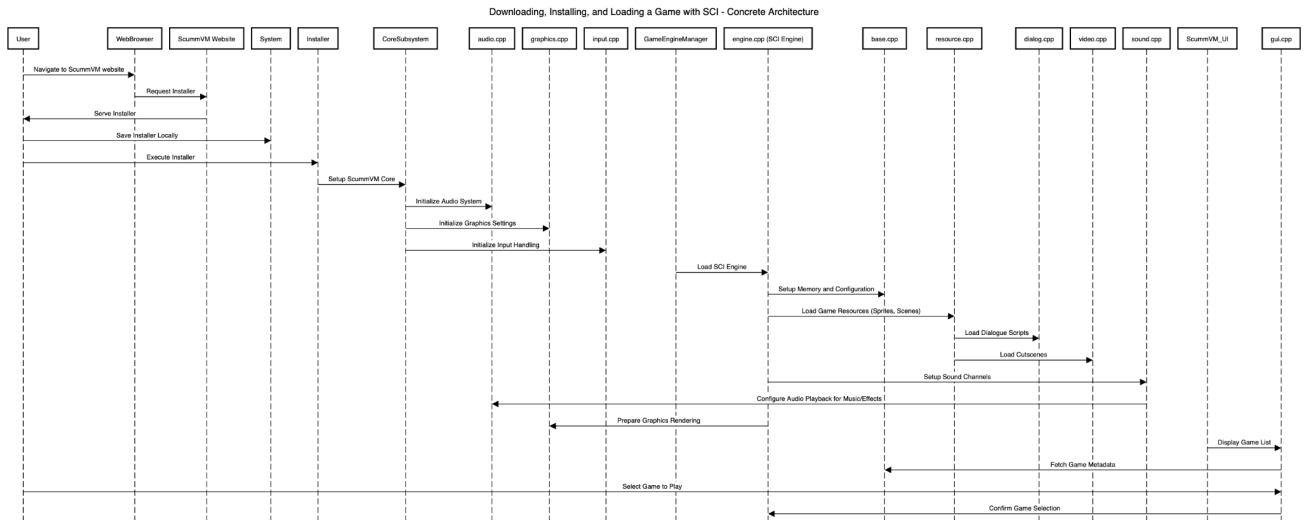 Downloading, Installing, and Loading a Game with SCI - Concrete Architecture
User WebBrowser ScummVM Website System Installer CoreSubsystem audio.cpp graphics.cpp input.cpp GameEngineManager engine.cpp (SCI Engine) base.cpp resource.cpp dialog.cpp video.cpp sound.cpp ScummVM_UI gui.cpp
Navigate to ScummVM website
Request Installer
Serve Installer
Save Installer Locally
Execute Installer
Setup ScummVM Core
Initialize Audio System
Initialize Graphics Settings
Initialize Input Handling
Load SCI Engine
Setup Memory and Configuration
Load Game Resources (Sprites, Scenes)
Load Dialogue Scripts
Load Cutscenes
Setup Sound Channels
Configure Audio Playback for Music/Effects
Prepare Graphics Rendering
Display Game List
Fetch Game Metadata
Select Game to Play
Confirm Game Selection